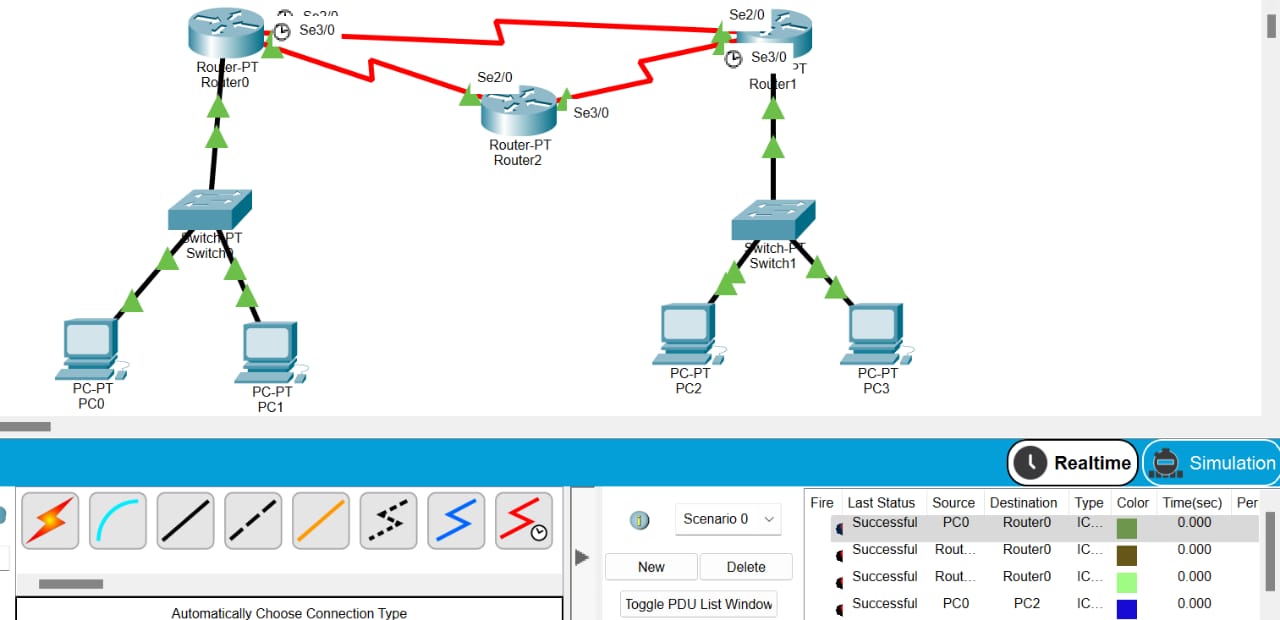 Se2/0
Se3/0
Router-PT
Router0
Se2/0
Se3/0
Router-PT
Router2
Se2/0
Se3/0
PT
Router1
Switch-PT
Switch0
Switch-PT
Switch1
PC-PT
PC0
PC-PT
PC1
PC-PT
PC2
PC-PT
PC3
Realtime
Simulation
Automatically Choose Connection Type
Scenario 0
New
Delete
Toggle PDU List Window
Fire Last Status Source Destination Type Color Time(sec) Per
Successful PC0 Router0 IC... 0.000
Successful Rout... Router0 IC... 0.000
Successful Rout... Router0 IC... 0.000
Successful PC0 PC2 IC... 0.000